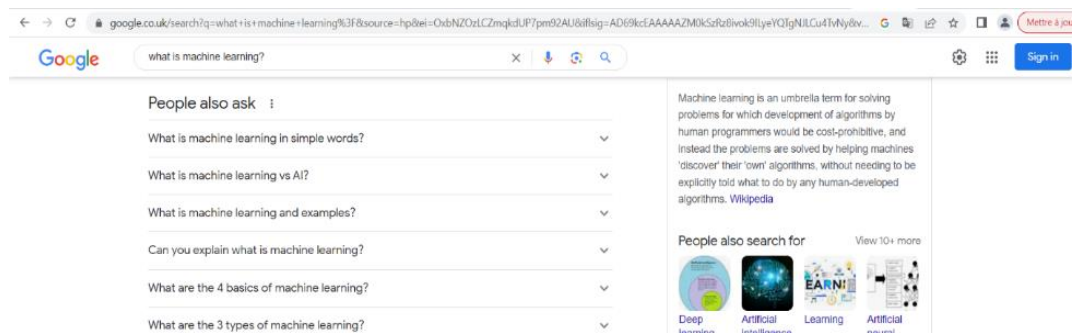 google.co.uk/search?q=what+is+machine+learning%3F&source=hp&ei=
Mettre à jou
Google
what is machine learning?
Sign in
People also ask
What is machine learning in simple words?
What is machine learning vs AI?
What is machine learning and examples?
Can you explain what is machine learning?
What are the 4 basics of machine learning?
What are the 3 types of machine learning?
Machine learning is an umbrella term for solving
problems for which development of algorithms by
human programmers would be cost-prohibitive, and
instead the problems are solved by helping machines
'discover' their 'own' algorithms, without needing to be
explicitly told what to do by any human-developed
algorithms. Wikipedia
People also search for
View 10+ more
EARNI
Deep
learning
Artificial
intelligence
Learning
Artificial
neural